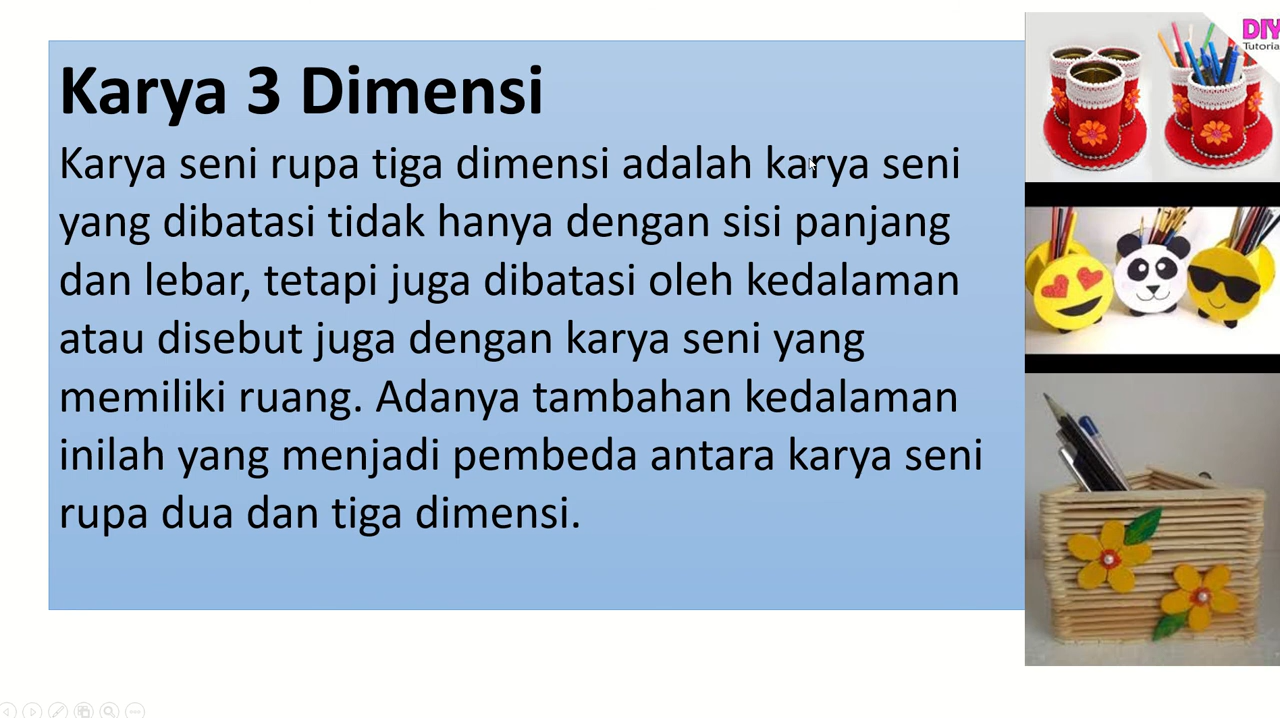 Karya 3 Dimensi
Karya seni rupa tiga dimensi adalah karya seni
yang dibatasi tidak hanya dengan sisi panjang
dan lebar, tetapi juga dibatasi oleh kedalaman
atau disebut juga dengan karya seni yang
memiliki ruang. Adanya tambahan kedalaman
inilah yang menjadi pembeda antara karya seni
rupa dua dan tiga dimensi.
DIY